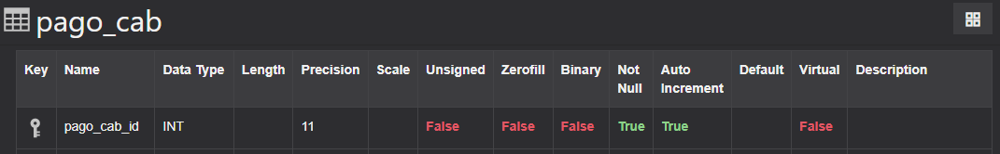 pago_cab
Key Name Data Type Length Precision Scale Unsigned Zerofill Binary Not Null Auto Increment Default Virtual Description
pago_cab_id INT 11 False False False True True False